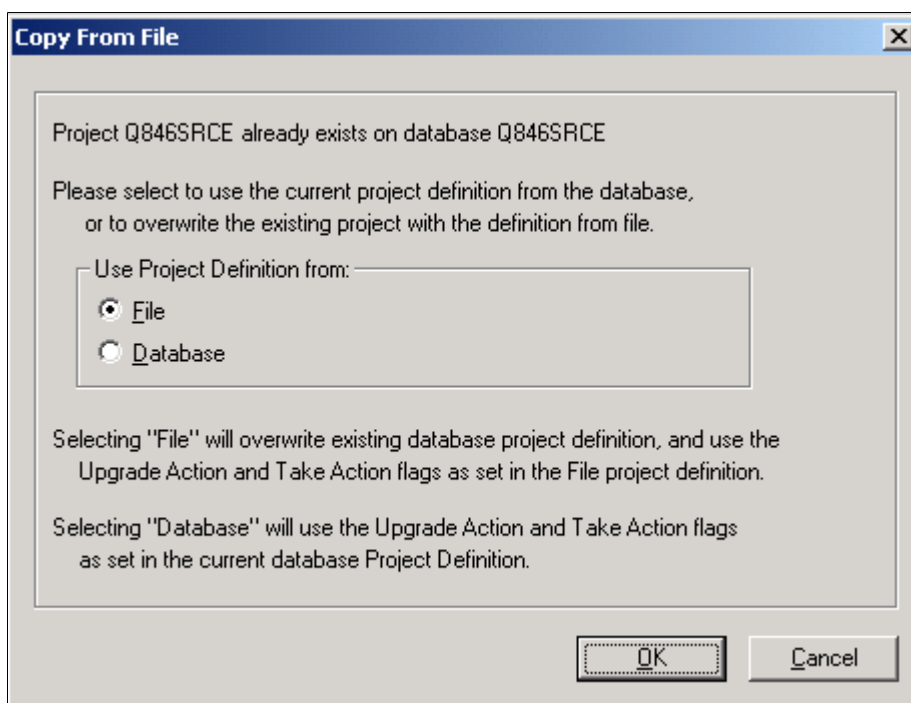 Copy From File
Project Q846SRCE already exists on database Q846SRCE
Please select to use the current project definition from the database,
or to overwrite the existing project with the definition from file.
Use Project Definition from:
File
Database
Selecting "File" will overwrite existing database project definition, and use the
Upgrade Action and Take Action flags as set in the File project definition.
Selecting "Database" will use the Upgrade Action and Take Action flags
as set in the current database Project Definition.
OK
Cancel